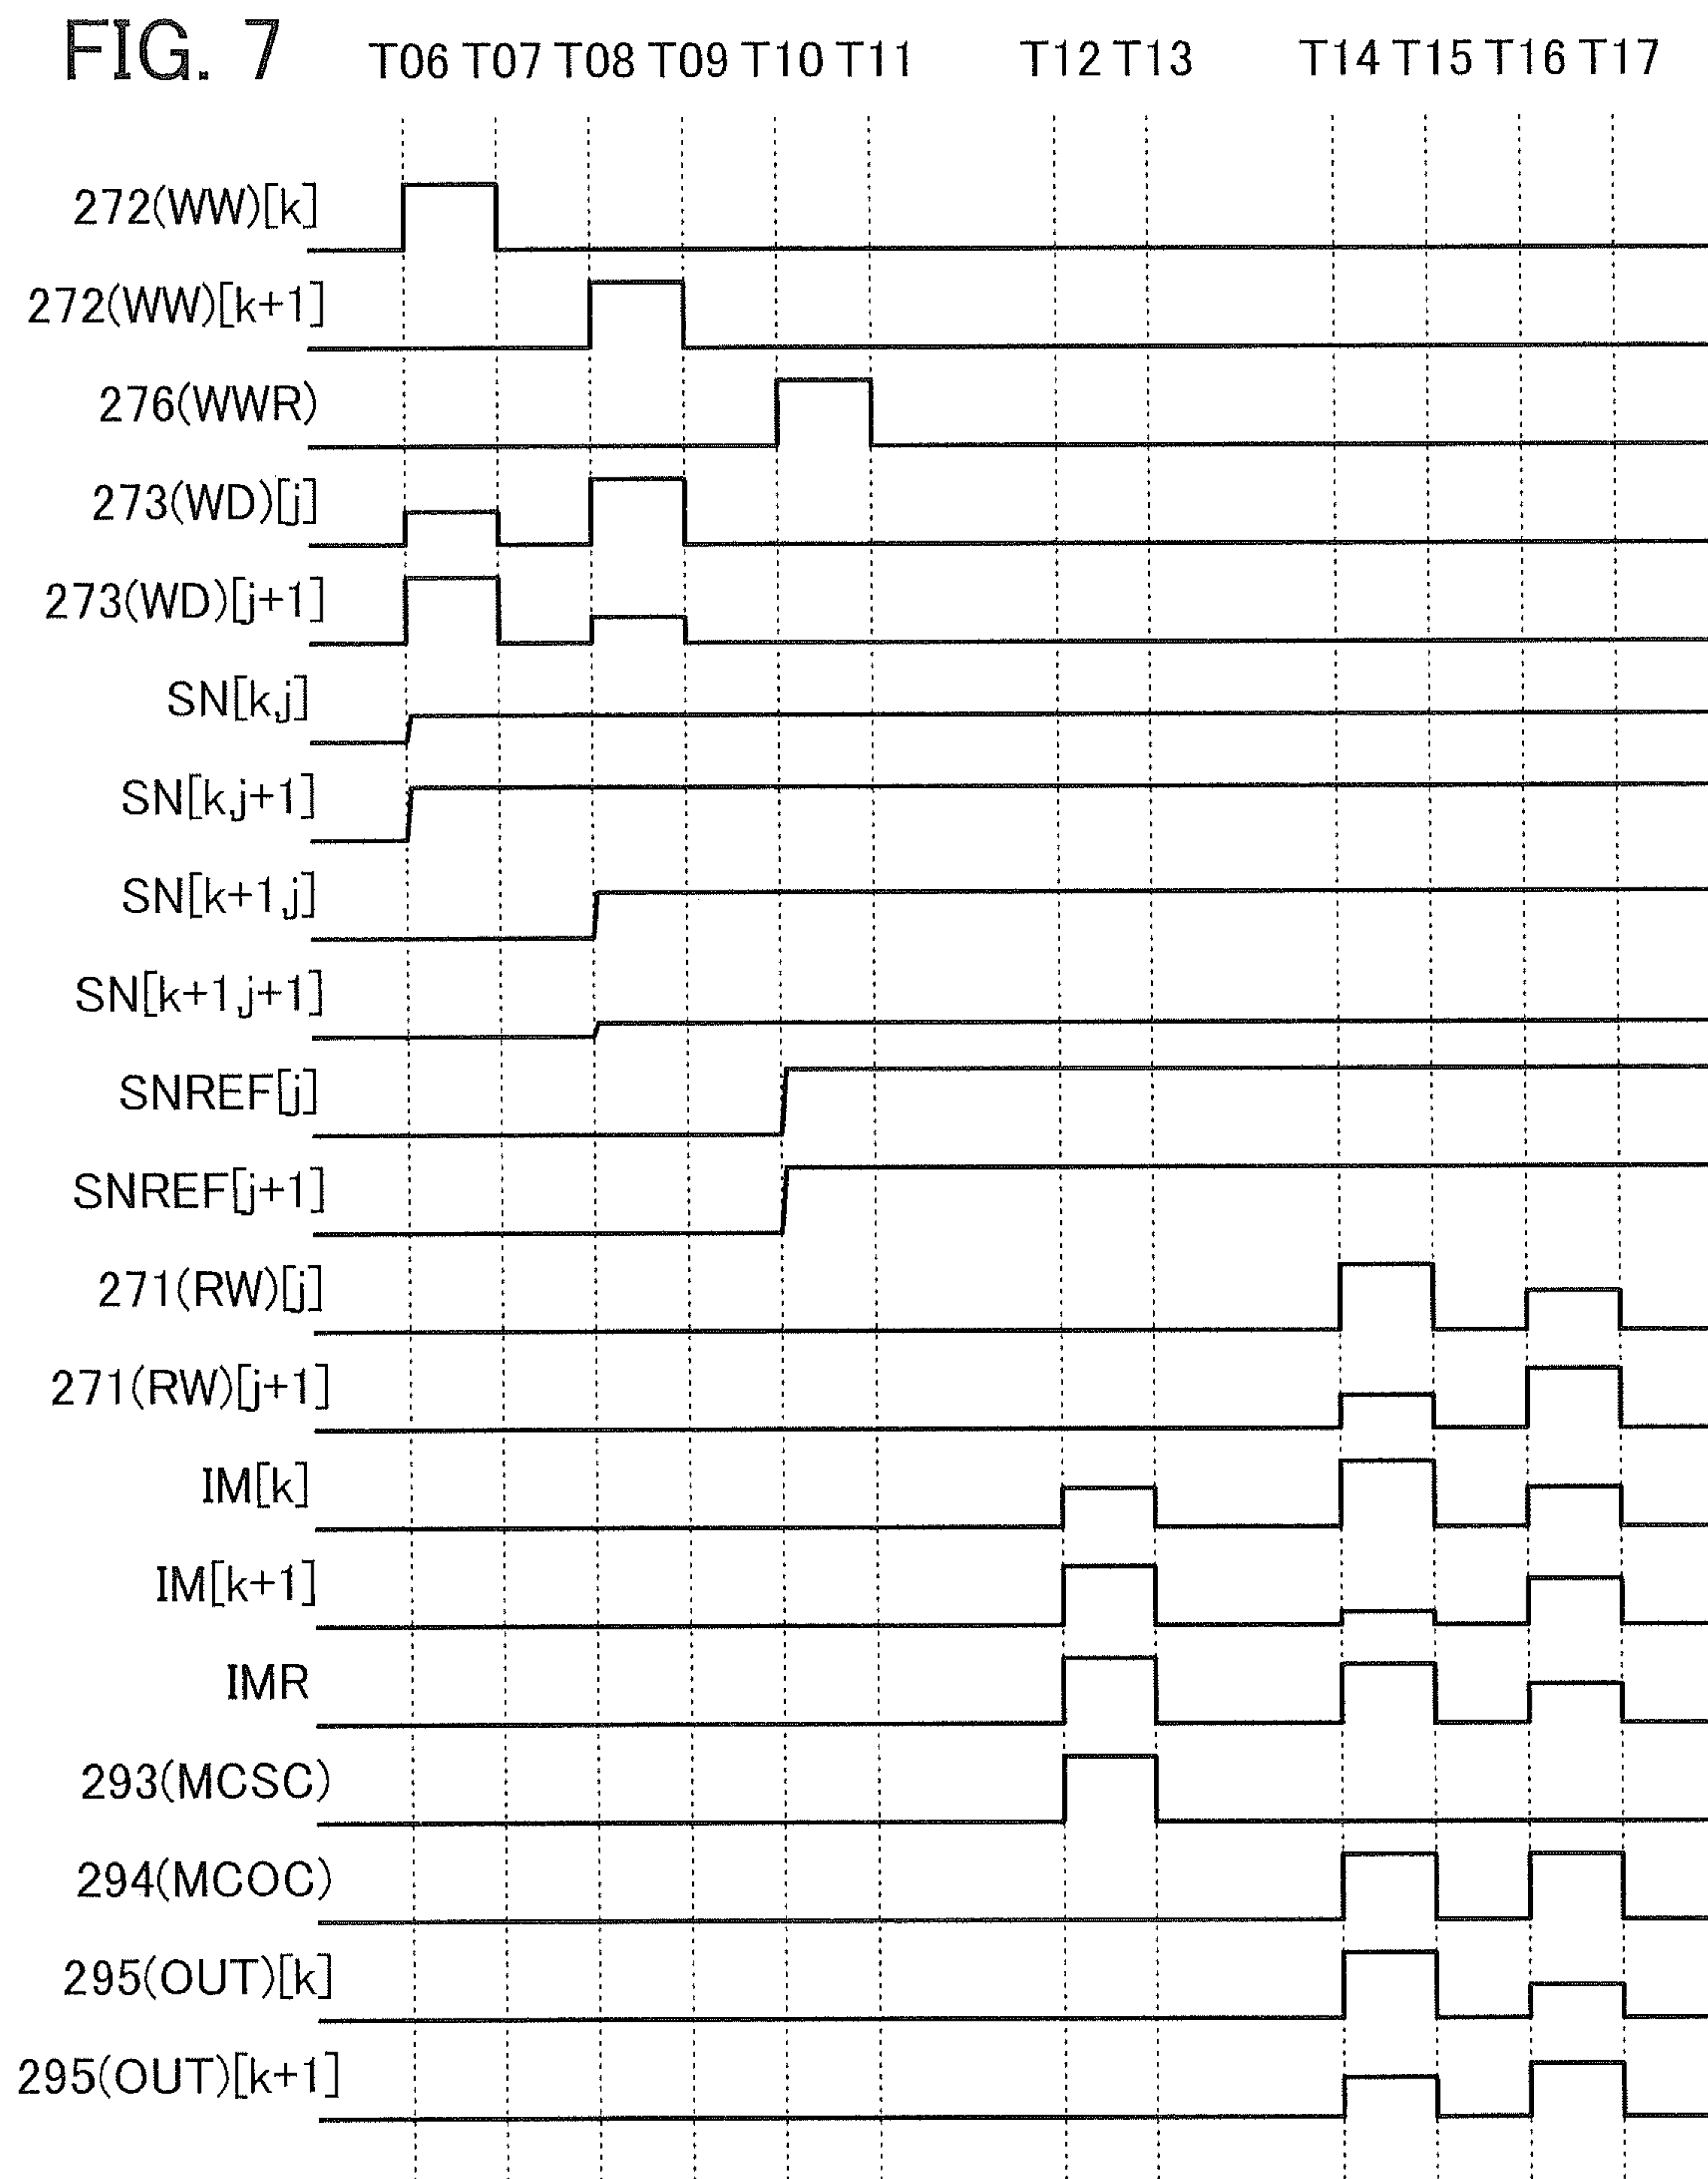 FIG. 7
T06 T07 T08 T09 T10 T11 T12 T13 T14 T15 T16 T17
272(WW)[k]
272(WW)[k+1]
276(WWR)
273(WD)[j]
273(WD)[j+1]
SN[k,j]
SN[k,j+1]
SN[k+1,j]
SN[k+1,j+1]
SNREF[j]
SNREF[j+1]
271(RW)[j]
271(RW)[j+1]
IM[k]
IM[k+1]
IMR
293(MCSC)
294(MCOC)
295(OUT)[k]
295(OUT)[k+1]